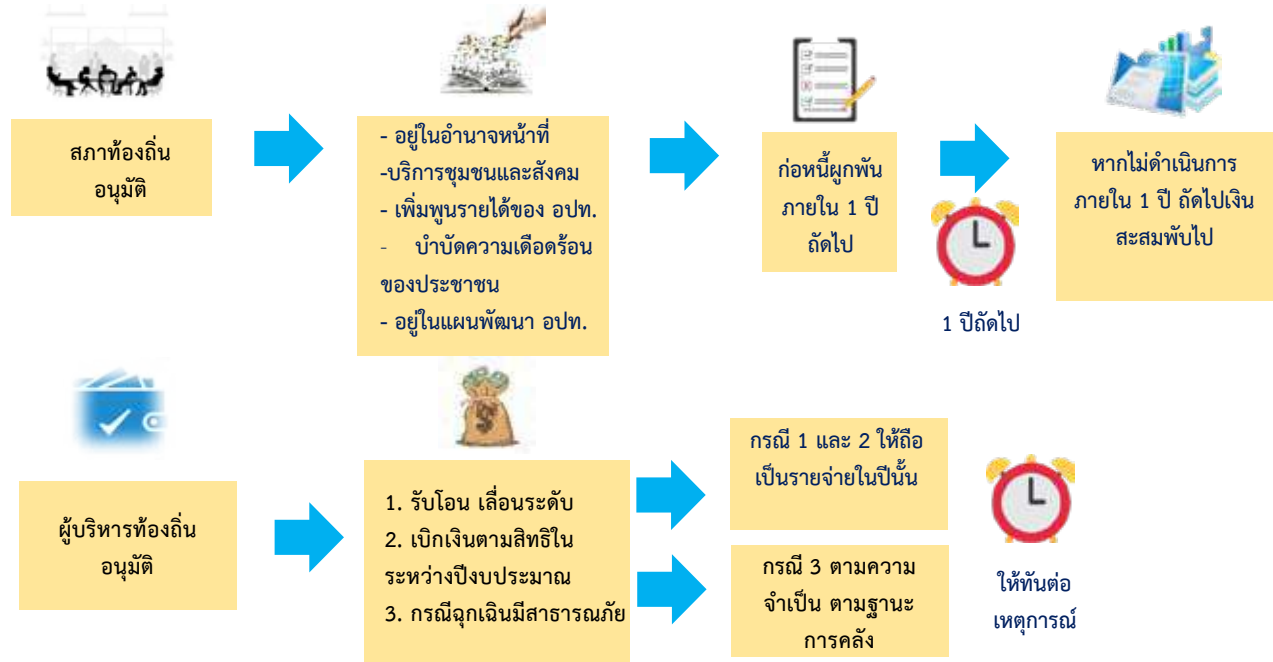 สภาท้องถิ่น
อนุมัติ
- อยู่ในอำนาจหน้าที่
-บริการชุมชนและสังคม
- เพิ่มพูนรายได้ของ อปท.
- บำบัดความเดือดร้อน
ของประชาชน
- อยู่ในแผนพัฒนา อปท.
ก่อหนี้ผูกพัน
ภายใน 1 ปี
ถัดไป
1 ปีถัดไป
หากไม่ดำเนินการ
ภายใน 1 ปี ถัดไปเงิน
สะสมพับไป
ผู้บริหารท้องถิ่น
อนุมัติ
1. รับโอน เลื่อนระดับ
2. เบิกเงินตามสิทธิใน
ระหว่างปีงบประมาณ
3. กรณีฉุกเฉินมีสาธารณภัย
กรณี 1 และ 2 ให้ถือ
เป็นรายจ่ายในปีนั้น
กรณี 3 ตามความ
จำเป็น ตามฐานะ
การคลัง
ให้ทันต่อ
เหตุการณ์